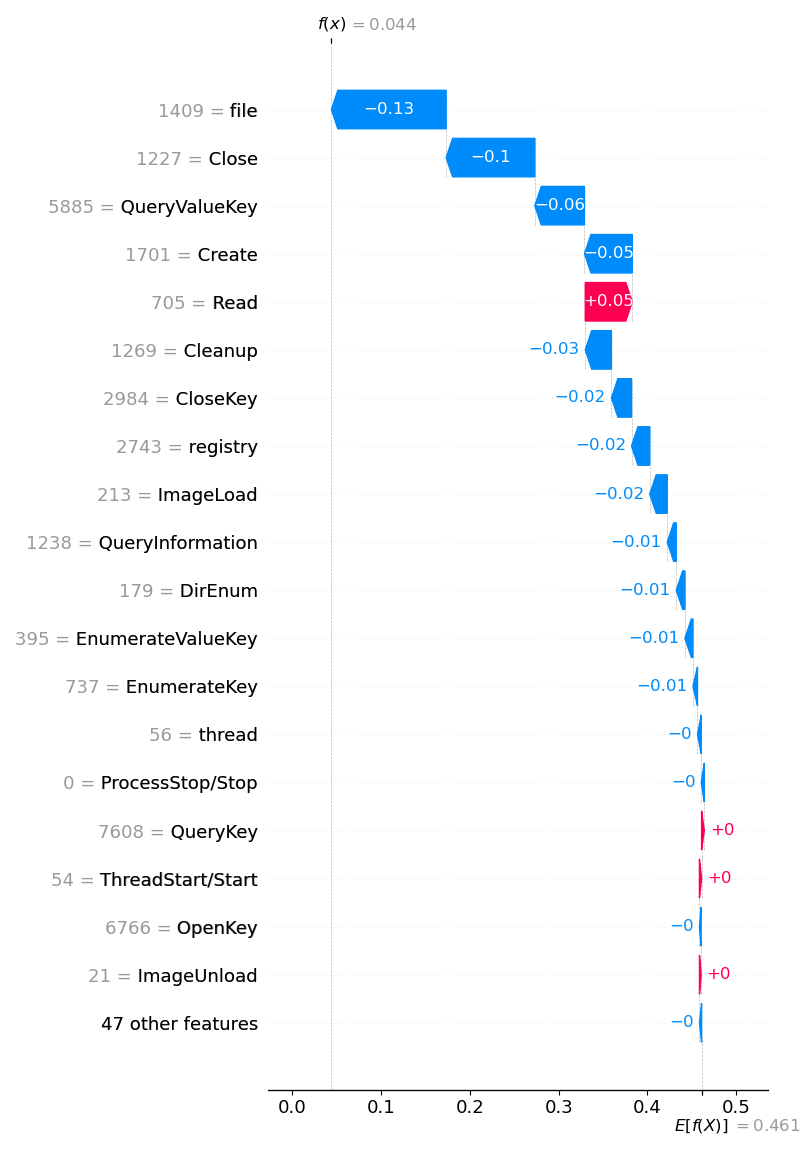 f(x) = 0.044
1409 = file −0.13
1227 = Close −0.1
5885 = QueryValueKey −0.06
1701 = Create −0.05
705 = Read +0.05
1269 = Cleanup −0.03
2984 = CloseKey −0.02
2743 = registry −0.02
213 = ImageLoad −0.02
1238 = QueryInformation −0.01
179 = DirEnum −0.01
395 = EnumerateValueKey −0.01
737 = EnumerateKey −0.01
56 = thread −0
0 = ProcessStop/Stop −0
7608 = QueryKey +0
54 = ThreadStart/Start +0
6766 = OpenKey −0
21 = ImageUnload +0
47 other features −0
0.0 0.1 0.2 0.3 0.4 0.5
E[f(X)] = 0.461